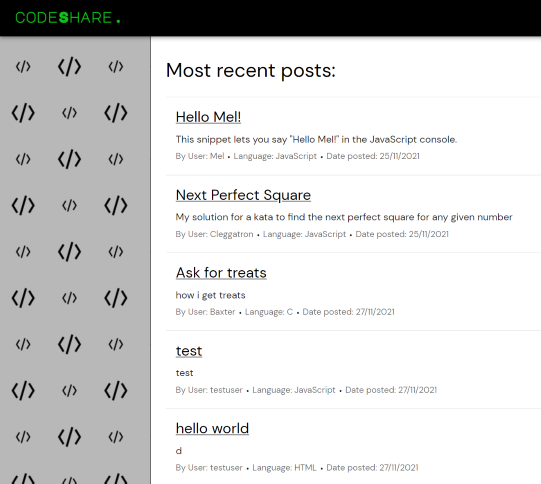 CODESHARE.
Most recent posts:
Hello Mel!
This snippet lets you say "Hello Mel!" in the JavaScript console.
By User: Mel • Language: JavaScript • Date posted: 25/11/2021
Next Perfect Square
My solution for a kata to find the next perfect square for any given number
By User: Cleggatron • Language: JavaScript • Date posted: 25/11/2021
Ask for treats
how i get treats
By User: Baxter • Language: C • Date posted: 27/11/2021
test
test
By User: testuser • Language: JavaScript • Date posted: 27/11/2021
hello world
d
By User: testuser • Language: HTML • Date posted: 27/11/2021